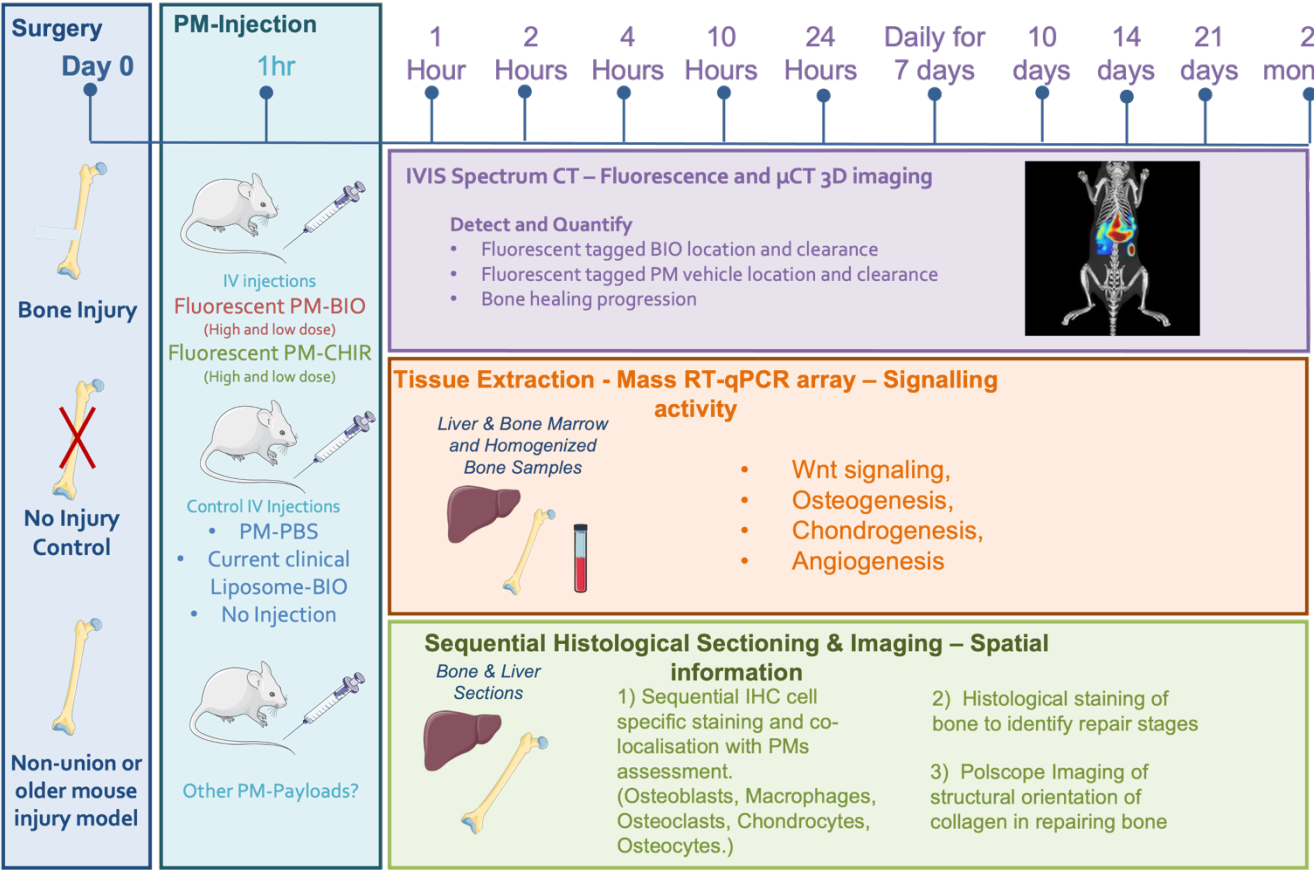 Surgery
Day 0
PM-Injection
1hr
1
Hour
2
Hours
4
Hours
10
Hours
24
Hours
Daily for
7 days
10
days
14
days
21
days
2
mon
Bone Injury
No Injury
Control
Non-union or
older mouse
injury model
IV injections
Fluorescent PM-BIO
(High and low dose)
Fluorescent PM-CHIR
(High and low dose)
Control IV Injections
• PM-PBS
• Current clinical
Liposome-BIO
• No Injection
Other PM-Payloads?
IVIS Spectrum CT – Fluorescence and µCT 3D imaging
Detect and Quantify
• Fluorescent tagged BIO location and clearance
• Fluorescent tagged PM vehicle location and clearance
• Bone healing progression
Tissue Extraction - Mass RT-qPCR array – Signalling
activity
Liver & Bone Marrow
and Homogenized
Bone Samples
• Wnt signaling,
• Osteogenesis,
• Chondrogenesis,
• Angiogenesis
Sequential Histological Sectioning & Imaging – Spatial
information
Bone & Liver
Sections
1) Sequential IHC cell
specific staining and co-
localisation with PMs
assessment.
(Osteoblasts, Macrophages,
Osteoclasts, Chondrocytes,
Osteocytes.)
2) Histological staining of
bone to identify repair stages
3) Polscope Imaging of
structural orientation of
collagen in repairing bone